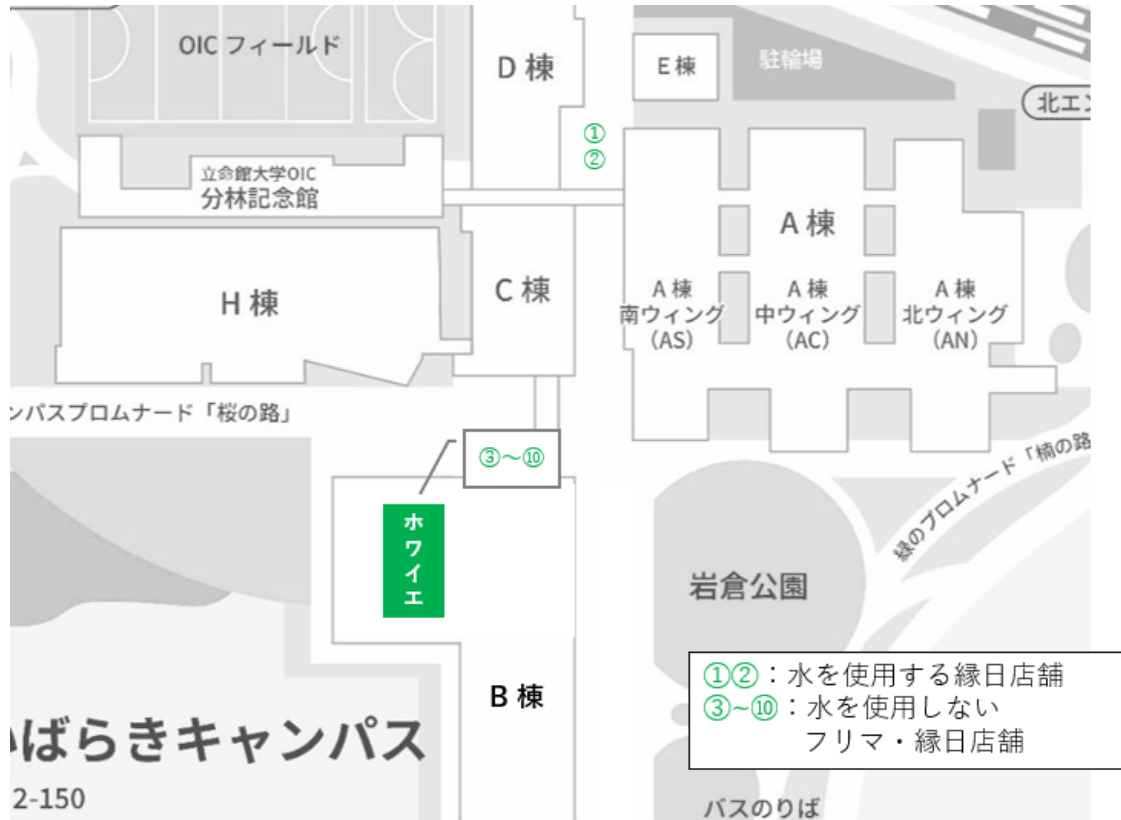 OIC フィールド
D 棟
E 棟
駐輪場
北エン
①
②
立命館大学OIC
分林記念館
A 棟
H 棟
C 棟
A 棟
南ウィング
(AS)
A 棟
中ウィング
(AC)
A 棟
北ウィング
(AN)
ンパスプロムナード「桜の路」
③～⑩
緑のプロムナード「楠の路
ホワイエ
岩倉公園
①②：水を使用する縁日店舗
③~⑩：水を使用しない
フリマ・縁日店舗
B 棟
いばらきキャンパス
2-150
バスのりば